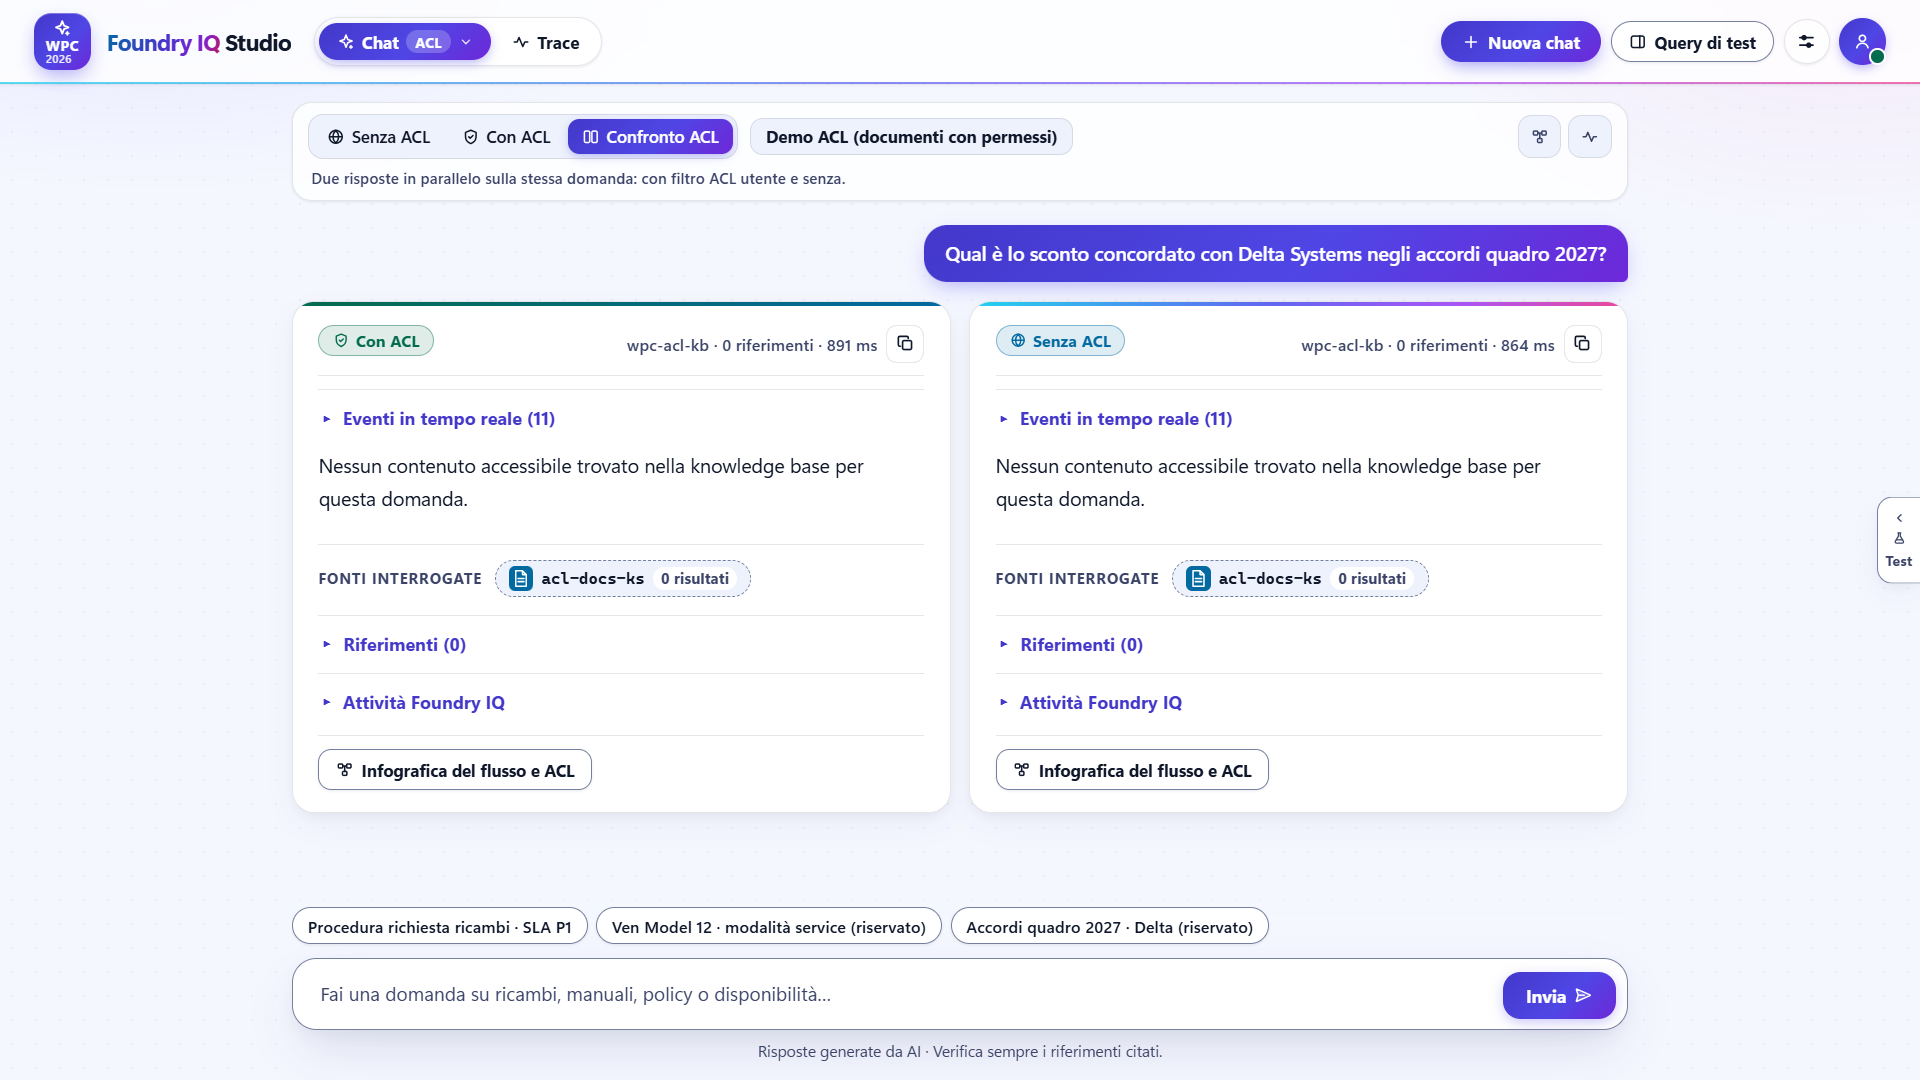 WPC
2026
Foundry IQ Studio
Chat ACL
Trace
Nuova chat
Query di test
Senza ACL
Con ACL
Confronto ACL
Demo ACL (documenti con permessi)
Due risposte in parallelo sulla stessa domanda: con filtro ACL utente e senza.
Qual è lo sconto concordato con Delta Systems negli accordi quadro 2027?
Con ACL
wpc-acl-kb · 0 riferimenti · 891 ms
Eventi in tempo reale (11)
Nessun contenuto accessibile trovato nella knowledge base per
questa domanda.
FONTI INTERROGATE acl-docs-ks 0 risultati
Riferimenti (0)
Attività Foundry IQ
Infografica del flusso e ACL
Senza ACL
wpc-acl-kb · 0 riferimenti · 864 ms
Eventi in tempo reale (11)
Nessun contenuto accessibile trovato nella knowledge base per
questa domanda.
FONTI INTERROGATE acl-docs-ks 0 risultati
Riferimenti (0)
Attività Foundry IQ
Infografica del flusso e ACL
Test
Procedura richiesta ricambi · SLA P1
Ven Model 12 · modalità service (riservato)
Accordi quadro 2027 · Delta (riservato)
Fai una domanda su ricambi, manuali, policy o disponibilità...
Invia
Risposte generate da AI · Verifica sempre i riferimenti citati.